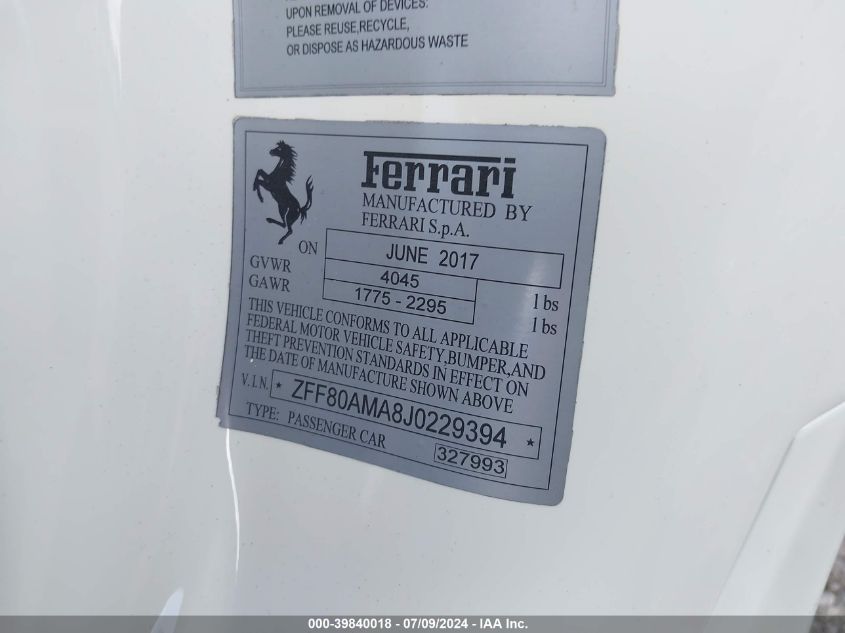 UPON REMOVAL OF DEVICES:
PLEASE REUSE,RECYCLE,
OR DISPOSE AS HAZARDOUS WASTE
Ferrari
MANUFACTURED BY
FERRARI S.p.A.
ON JUNE 2017
GVWR 4045 lbs
GAWR 1775 - 2295 lbs
THIS VEHICLE CONFORMS TO ALL APPLICABLE
FEDERAL MOTOR VEHICLE SAFETY,BUMPER,AND
THEFT PREVENTION STANDARDS IN EFFECT ON
THE DATE OF MANUFACTURE SHOWN ABOVE
V.I.N. * ZFF80AMA8J0229394 *
TYPE: PASSENGER CAR 327993
000-39840018 - 07/09/2024 - IAA Inc.